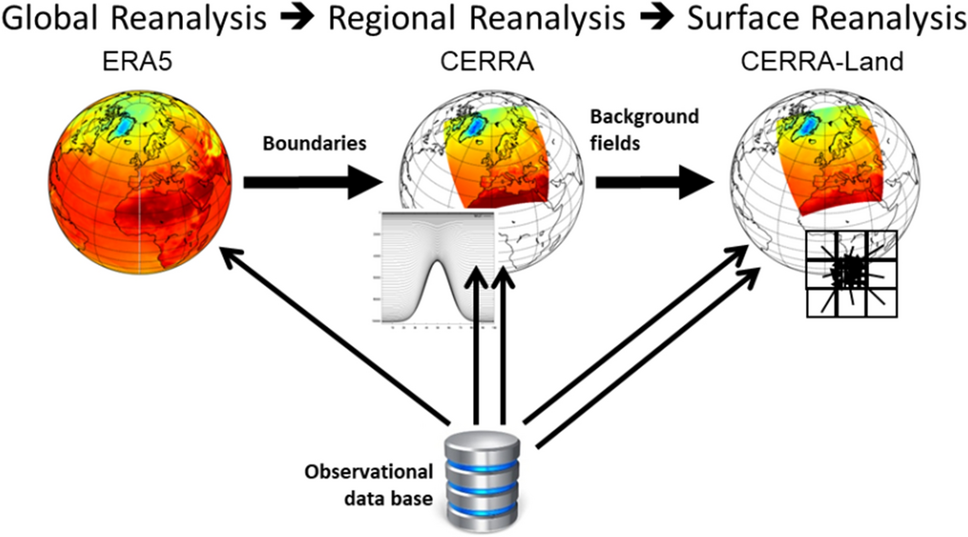 Global Reanalysis ➔ Regional Reanalysis ➔ Surface Reanalysis
ERA5
CERRA
CERRA-Land
Boundaries
Background
fields
Observational
data base